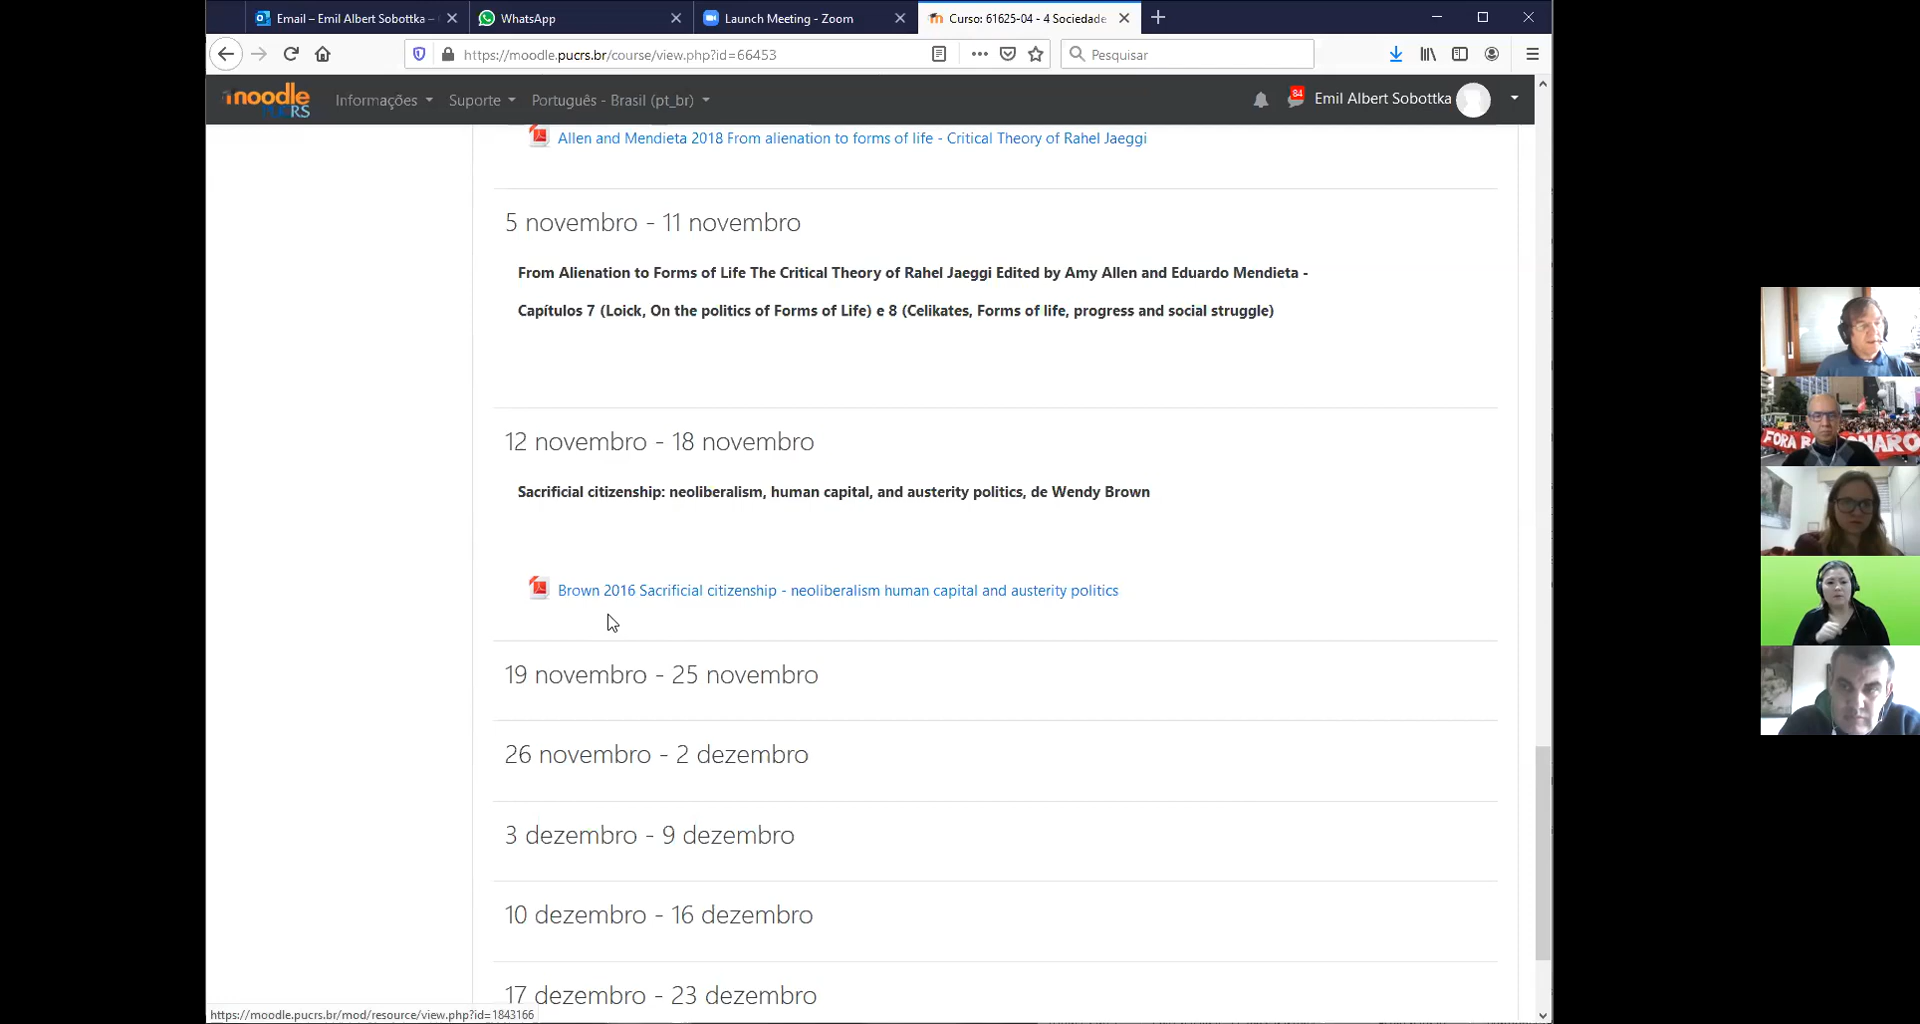 Email – Emil Albert Sobottka –
WhatsApp
Launch Meeting - Zoom
Curso: 61625-04 - 4 Sociedade
https://moodle.pucrs.br/course/view.php?id=66453
Pesquisar
moodle
PUCRS
Informações
Suporte
Português - Brasil (pt_br)
84
Emil Albert Sobottka
Allen and Mendieta 2018 From alienation to forms of life - Critical Theory of Rahel Jaeggi
5 novembro - 11 novembro
From Alienation to Forms of Life The Critical Theory of Rahel Jaeggi Edited by Amy Allen and Eduardo Mendieta -
Capítulos 7 (Loick, On the politics of Forms of Life) e 8 (Celikates, Forms of life, progress and social struggle)
12 novembro - 18 novembro
Sacrificial citizenship: neoliberalism, human capital, and austerity politics, de Wendy Brown
Brown 2016 Sacrificial citizenship - neoliberalism human capital and austerity politics
19 novembro - 25 novembro
26 novembro - 2 dezembro
3 dezembro - 9 dezembro
10 dezembro - 16 dezembro
17 dezembro - 23 dezembro
https://moodle.pucrs.br/mod/resource/view.php?id=1843166
FORA